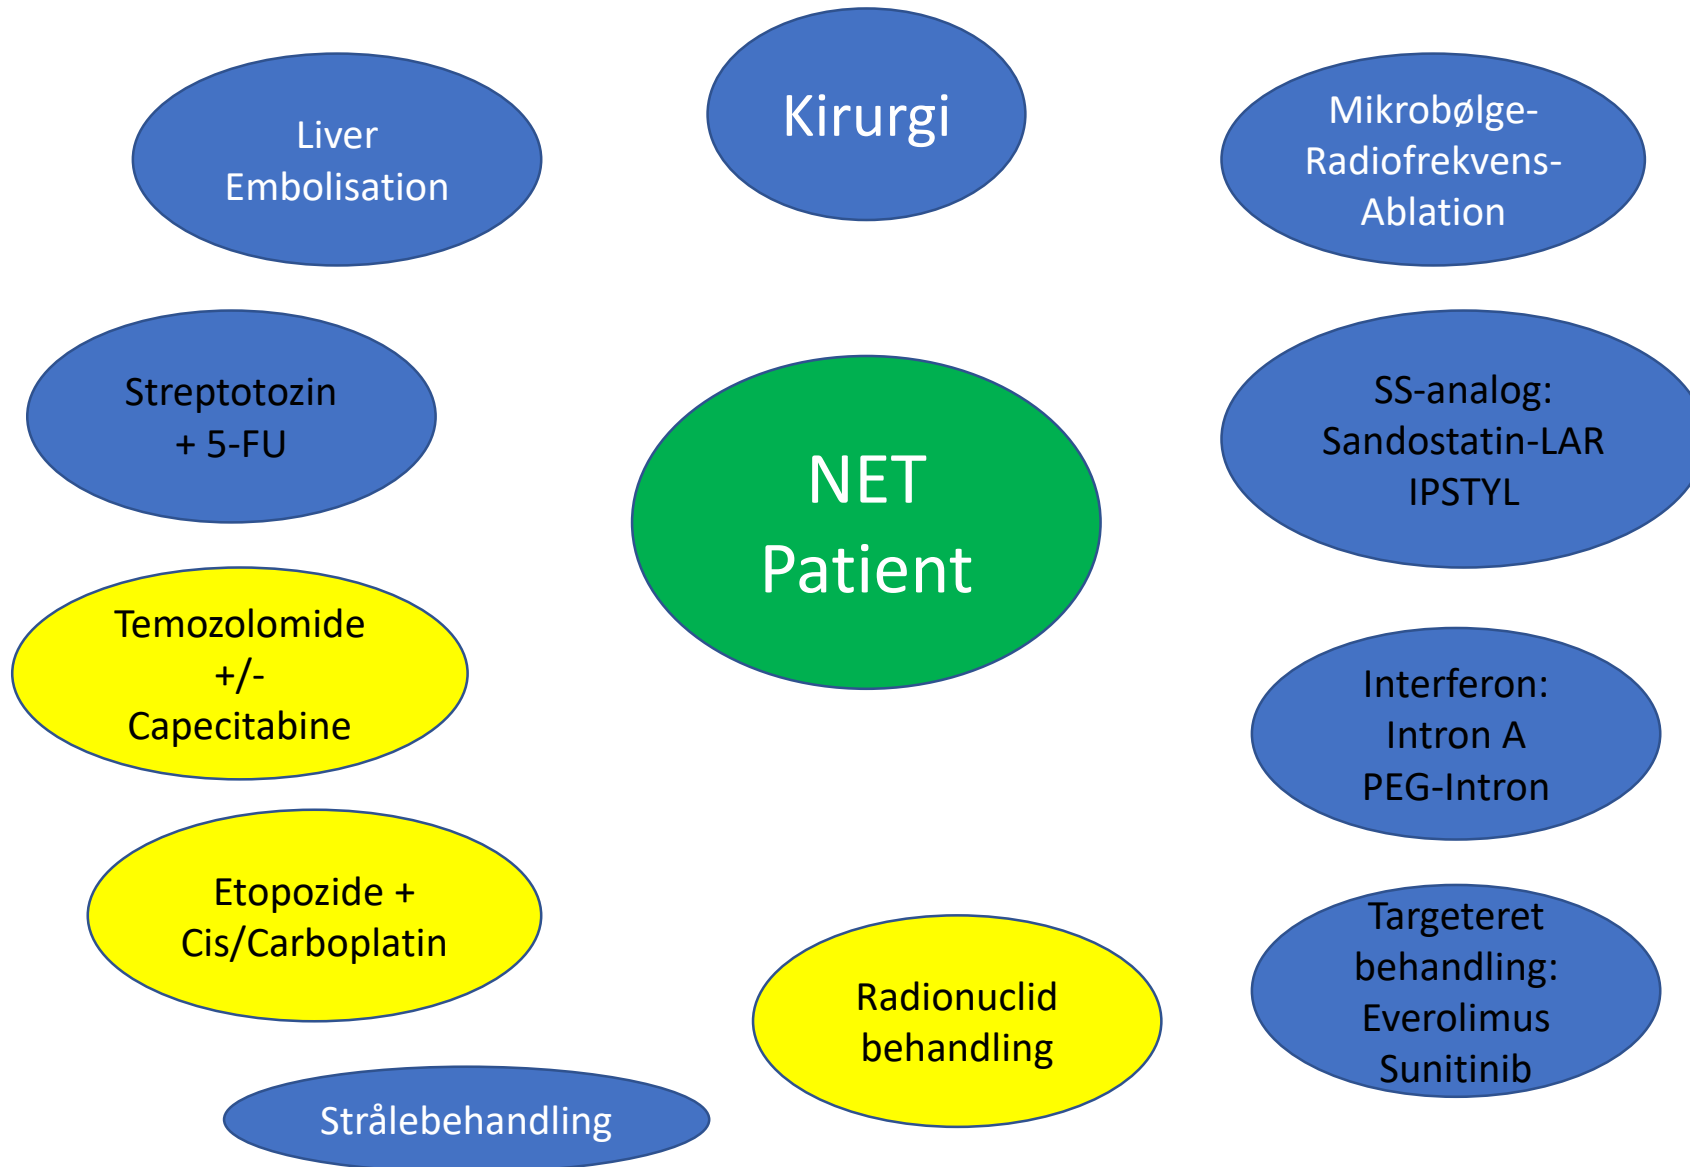 Liver
Embolisation
Kirurgi
Mikrobølge-
Radiofrekvens-
Ablation
Streptotozin
+ 5-FU
SS-analog:
Sandostatin-LAR
IPSTYL
NET
Patient
Temozolomide
+/-
Capecitabine
Interferon:
Intron A
PEG-Intron
Etopozide +
Cis/Carboplatin
Radionuclid
behandling
Targeteret
behandling:
Everolimus
Sunitinib
Strålebehandling